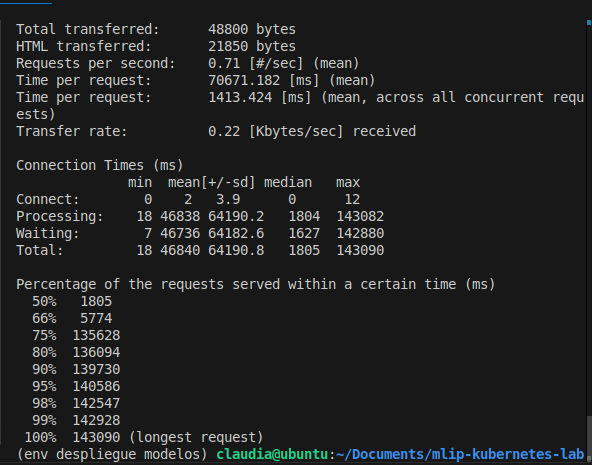 Total transferred:      48800 bytes
HTML transferred:       21850 bytes
Requests per second:    0.71 [#/sec] (mean)
Time per request:       70671.182 [ms] (mean)
Time per request:       1413.424 [ms] (mean, across all concurrent requ
ests)
Transfer rate:          0.22 [Kbytes/sec] received

Connection Times (ms)
              min  mean[+/-sd] median   max
Connect:        0    2   3.9      0      12
Processing:    18 46838 64190.2   1804  143082
Waiting:        7 46736 64182.6   1627  142880
Total:         18 46840 64190.8   1805  143090

Percentage of the requests served within a certain time (ms)
  50%   1805
  66%   5774
  75%  135628
  80%  136094
  90%  139730
  95%  140586
  98%  142547
  99%  142928
 100%  143090 (longest request)
(env despliegue modelos) claudia@ubuntu:~/Documents/mlip-kubernetes-lab